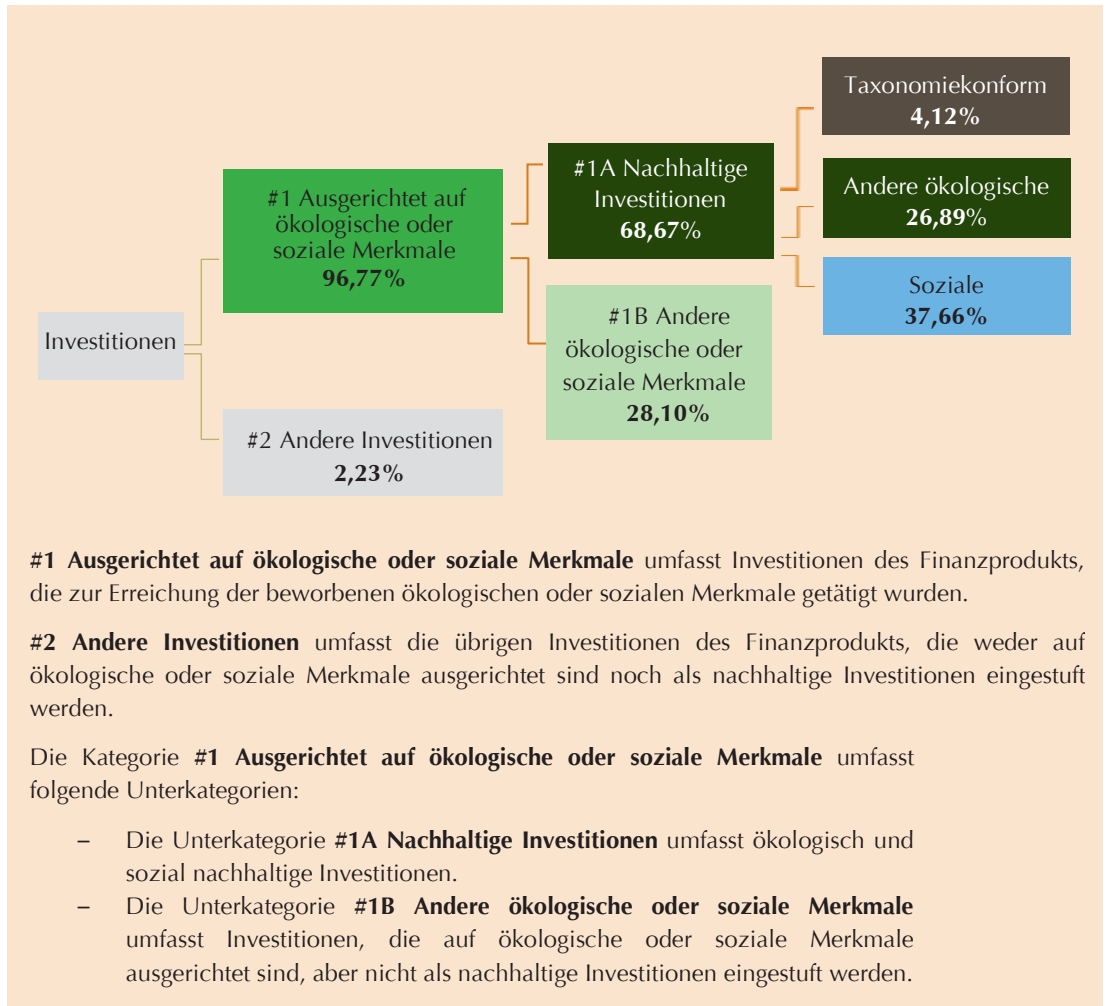 Taxonomiekonform
4,12%
#1A Nachhaltige
Investitionen
68,67%
Andere ökologische
26,89%
#1 Ausgerichtet auf
ökologische oder
soziale Merkmale
96,77%
Soziale
37,66%
#1B Andere
ökologische oder
soziale Merkmale
28,10%
Investitionen
#2 Andere Investitionen
2,23%
#1 Ausgerichtet auf ökologische oder soziale Merkmale umfasst Investitionen des Finanzprodukts,
die zur Erreichung der beworbenen ökologischen oder sozialen Merkmale getätigt wurden.
#2 Andere Investitionen umfasst die übrigen Investitionen des Finanzprodukts, die weder auf
ökologische oder soziale Merkmale ausgerichtet sind noch als nachhaltige Investitionen eingestuft
werden.
Die Kategorie #1 Ausgerichtet auf ökologische oder soziale Merkmale umfasst
folgende Unterkategorien:
– Die Unterkategorie #1A Nachhaltige Investitionen umfasst ökologisch und
sozial nachhaltige Investitionen.
– Die Unterkategorie #1B Andere ökologische oder soziale Merkmale
umfasst Investitionen, die auf ökologische oder soziale Merkmale
ausgerichtet sind, aber nicht als nachhaltige Investitionen eingestuft werden.